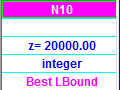 N10
z= 20000.00
integer
Best LBound